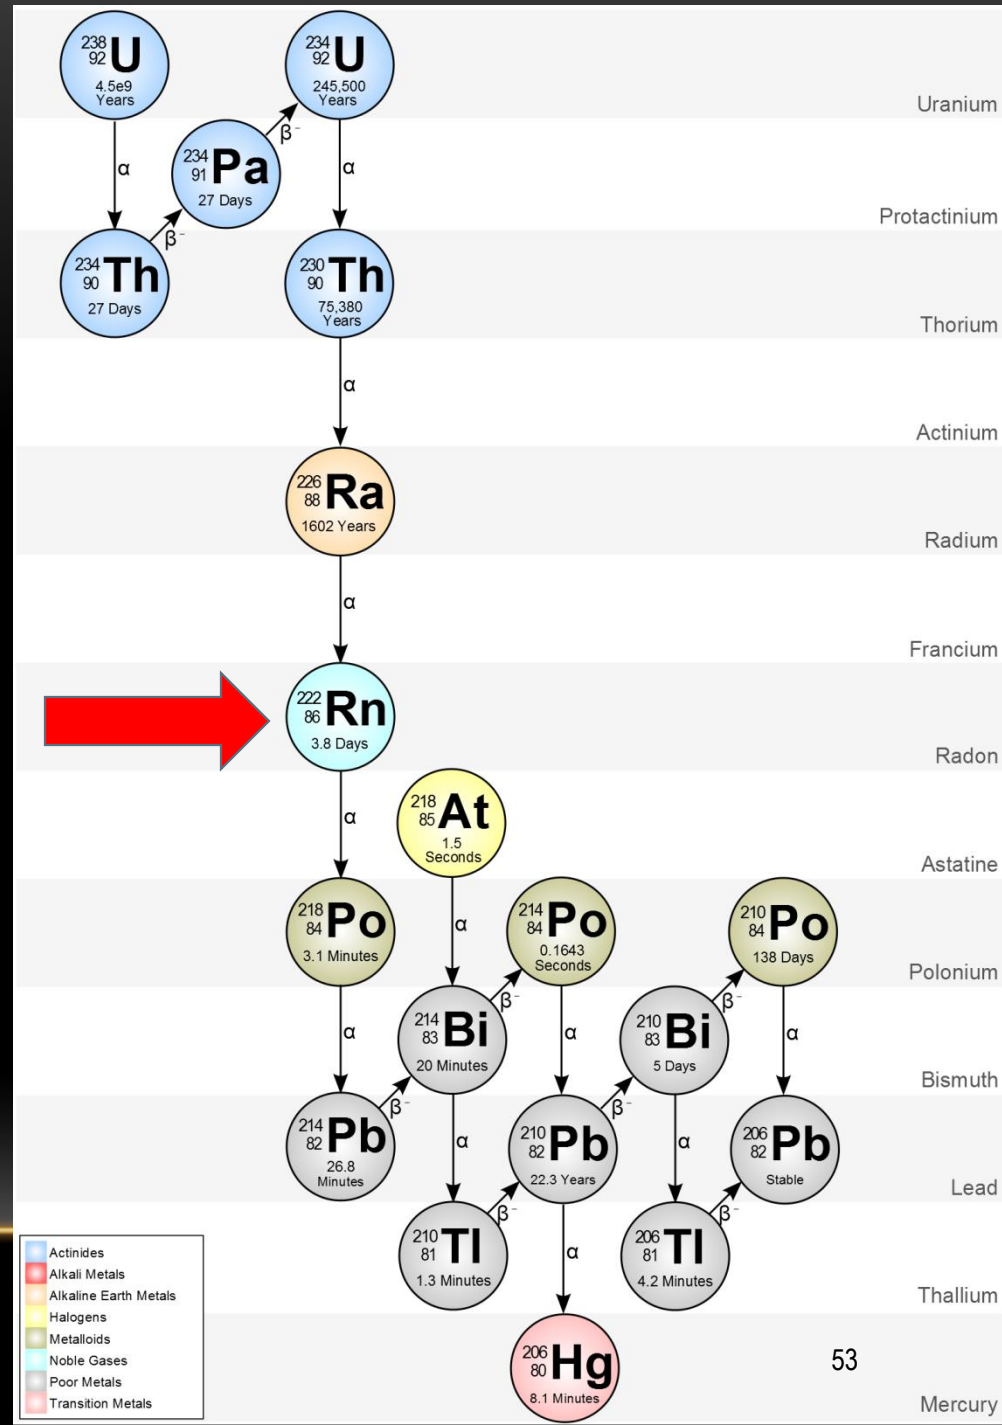 238
92
U
4.5e9
Years
234
92
U
245,500
Years
Uranium
β⁻
α
234
91
Pa
27 Days
α
Protactinium
β⁻
234
90
Th
27 Days
230
90
Th
75,380
Years
Thorium
α
Actinium
226
88
Ra
1602 Years
Radium
α
Francium
222
86
Rn
3.8 Days
Radon
α
218
85
At
1.5
Seconds
Astatine
218
84
Po
3.1 Minutes
α
214
84
Po
0.1643
Seconds
210
84
Po
138 Days
Polonium
α
β⁻
214
83
Bi
20 Minutes
α
β⁻
210
83
Bi
5 Days
α
Bismuth
β⁻
214
82
Pb
26.8
Minutes
α
β⁻
210
82
Pb
22.3 Years
α
206
82
Pb
Stable
Lead
β⁻
210
81
Tl
1.3 Minutes
α
β⁻
206
81
Tl
4.2 Minutes
Thallium
206
80
Hg
8.1 Minutes
53
Mercury
Actinides
Alkali Metals
Alkaline Earth Metals
Halogens
Metalloids
Noble Gases
Poor Metals
Transition Metals